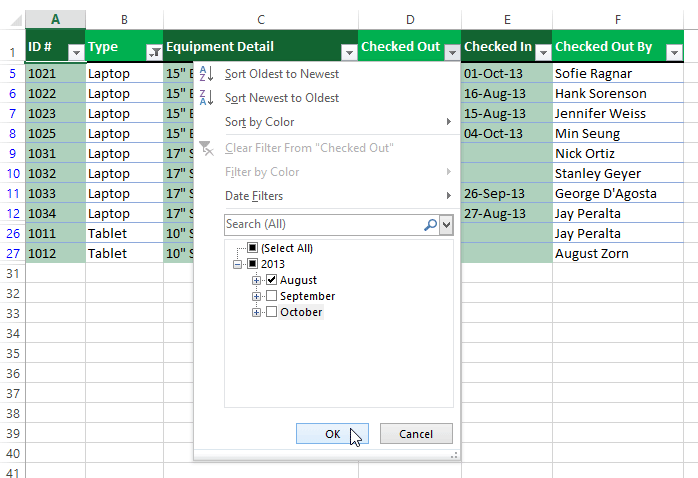 A B C D E F
1 ID # Type Equipment Detail Checked Out Checked In Checked Out By
5 1021 Laptop 15" 01-Oct-13 Sofie Ragnar
6 1022 Laptop 15" 16-Aug-13 Hank Sorenson
7 1023 Laptop 15" 15-Aug-13 Jennifer Weiss
8 1025 Laptop 15" 04-Oct-13 Min Seung
9 1031 Laptop 17" Nick Ortiz
10 1032 Laptop 17" Stanley Geyer
11 1033 Laptop 17" 26-Sep-13 George D'Agosta
12 1034 Laptop 17" 27-Aug-13 Jay Peralta
26 1011 Tablet 10" Jay Peralta
27 1012 Tablet 10" August Zorn
31
32
33
34
35
36
37
38
39
40
41
Sort Oldest to Newest
Sort Newest to Oldest
Sort by Color
Clear Filter From "Checked Out"
Filter by Color
Date Filters
Search (All)
(Select All)
2013
August
September
October
OK Cancel